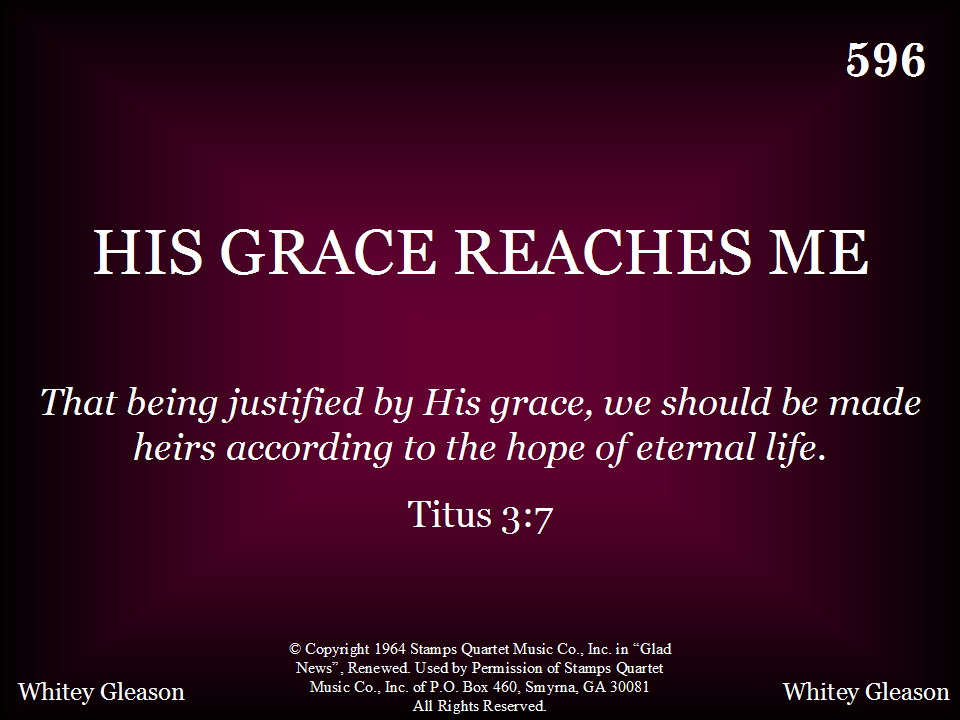 596
HIS GRACE REACHES ME
That being justified by His grace, we should be made
heirs according to the hope of eternal life.
Titus 3:7
© Copyright 1964 Stamps Quartet Music Co., Inc. in “Glad
News”, Renewed. Used by Permission of Stamps Quartet
Music Co., Inc. of P.O. Box 460, Smyrna, GA 30081
All Rights Reserved.
Whitey Gleason
Whitey Gleason